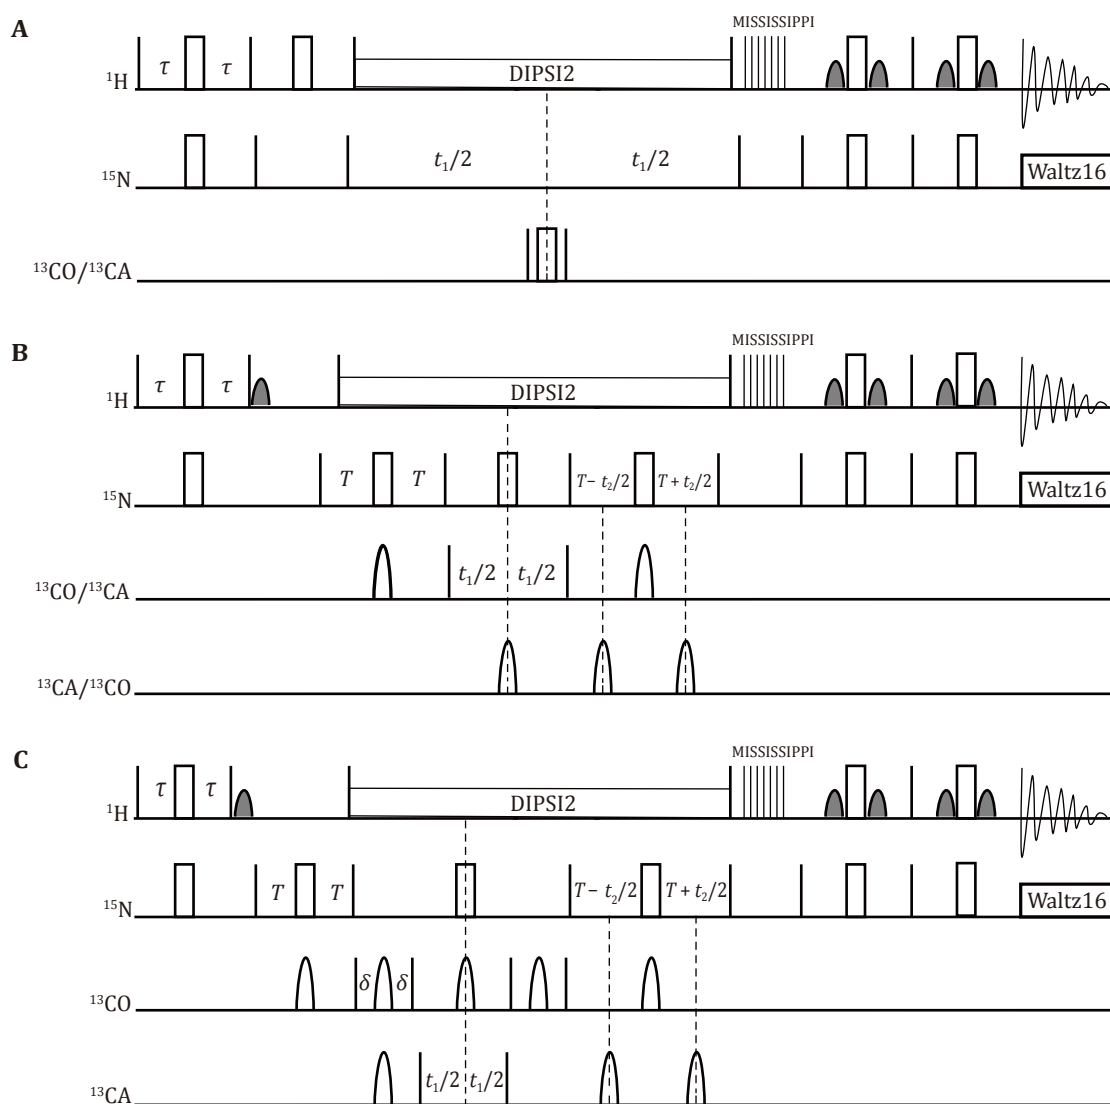 A
MISSISSIPPI
¹H τ τ DIPSI2
¹⁵N t₁/2 t₁/2 Waltz16
¹³CO/¹³CA
B
MISSISSIPPI
¹H τ τ DIPSI2
¹⁵N T T T − t₂/2 T + t₂/2 Waltz16
¹³CO/¹³CA t₁/2 t₁/2
¹³CA/¹³CO
C
MISSISSIPPI
¹H τ τ DIPSI2
¹⁵N T T T − t₂/2 T + t₂/2 Waltz16
¹³CO δ δ
¹³CA t₁/2 t₁/2